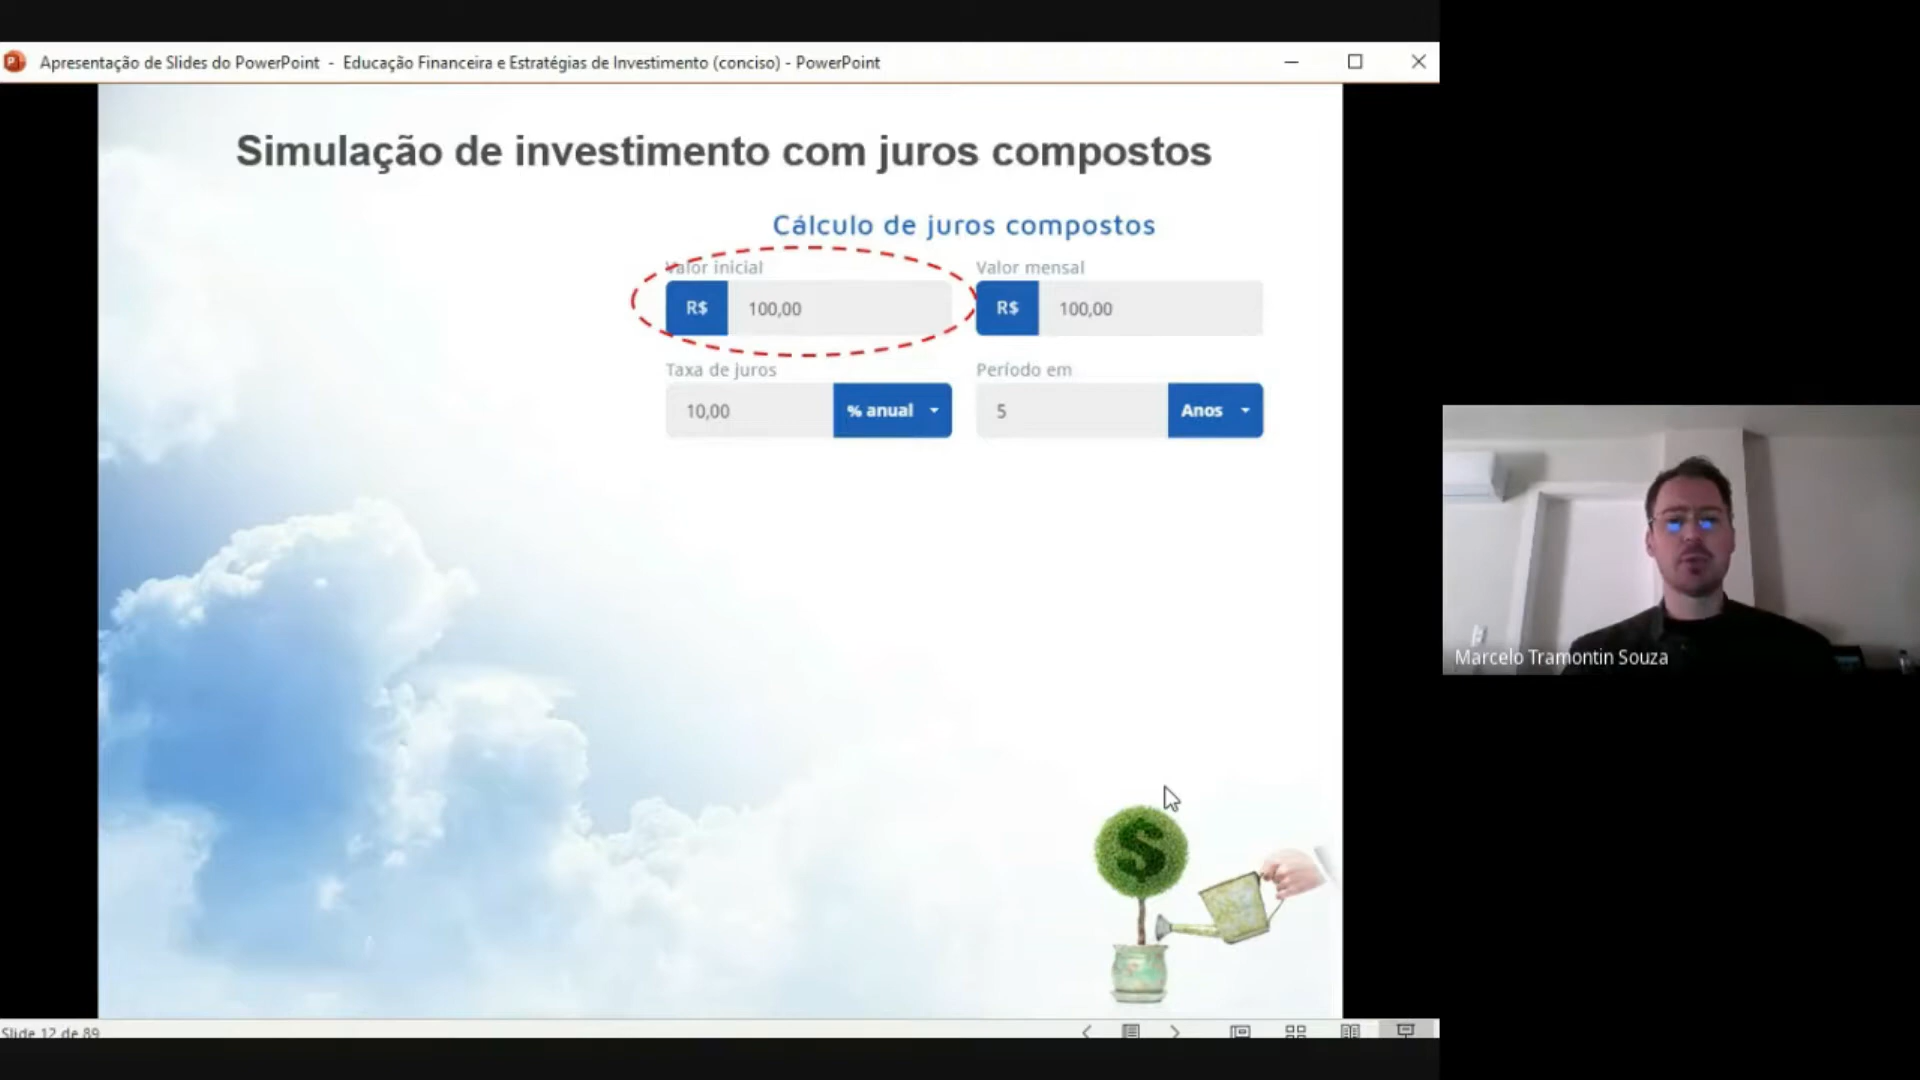 Apresentação de Slides do PowerPoint - Educação Financeira e Estratégias de Investimento (conciso) - PowerPoint
Simulação de investimento com juros compostos
Cálculo de juros compostos
Valor inicial Valor mensal
R$ 100,00 R$ 100,00
Taxa de juros Período em
10,00 % anual 5 Anos
$
Marcelo Tramontin Souza
Slide 12 de 89